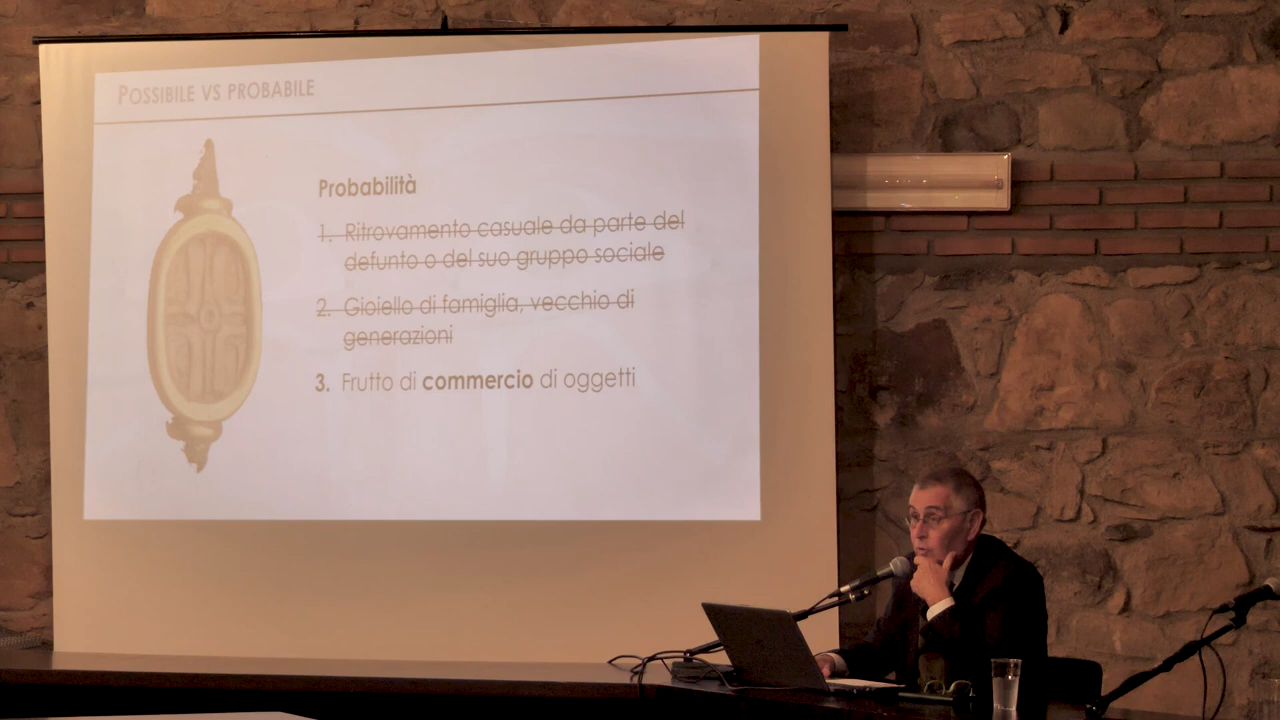 POSSIBILE VS PROBABILE
Probabilità
1. Ritrovamento casuale da parte del
defunto o del suo gruppo sociale
2. Gioiello di famiglia, vecchio di
generazioni
3. Frutto di commercio di oggetti